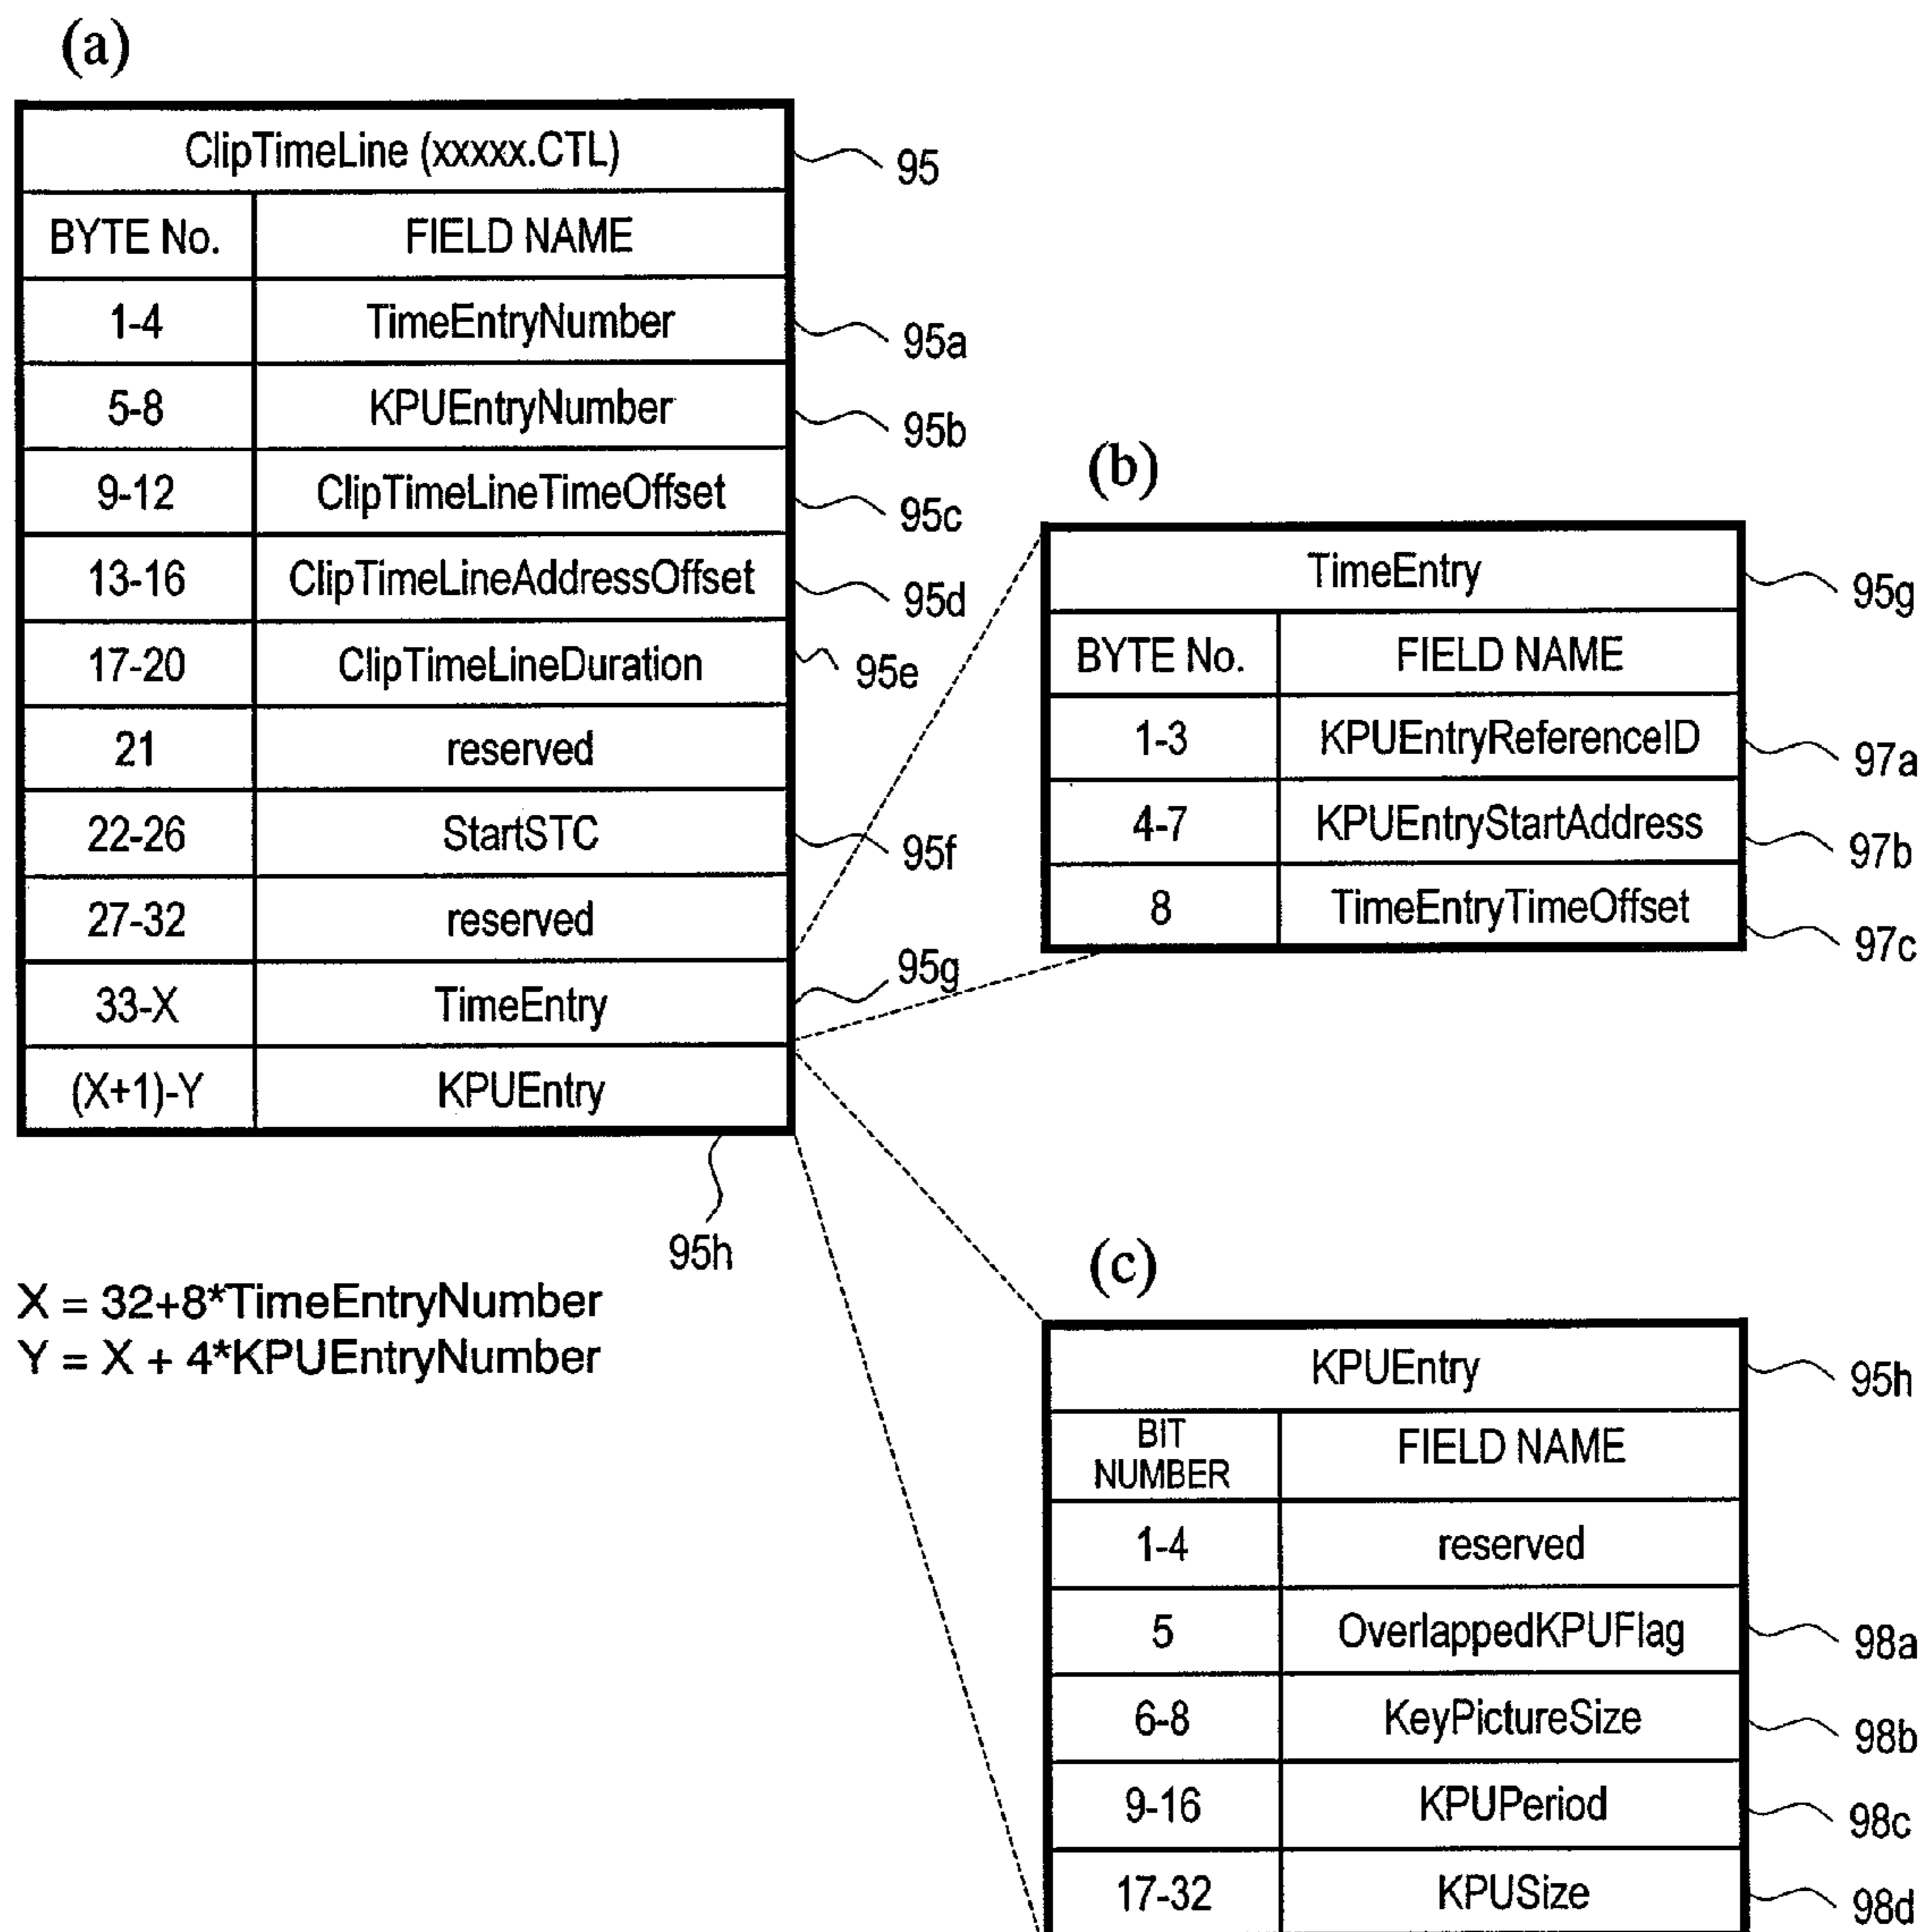 (a)
ClipTimeLine (xxxxx.CTL) 95
BYTE No. FIELD NAME
1-4 TimeEntryNumber 95a
5-8 KPUEntryNumber 95b
9-12 ClipTimeLineTimeOffset 95c
13-16 ClipTimeLineAddressOffset 95d
17-20 ClipTimeLineDuration 95e
21 reserved
22-26 StartSTC 95f
27-32 reserved
33-X TimeEntry 95g
(X+1)-Y KPUEntry
95h
X = 32+8*TimeEntryNumber
Y = X + 4*KPUEntryNumber
(b)
TimeEntry 95g
BYTE No. FIELD NAME
1-3 KPUEntryReferenceID 97a
4-7 KPUEntryStartAddress 97b
8 TimeEntryTimeOffset 97c
(c)
KPUEntry 95h
BIT
NUMBER FIELD NAME
1-4 reserved
5 OverlappedKPUFlag 98a
6-8 KeyPictureSize 98b
9-16 KPUPeriod 98c
17-32 KPUSize 98d